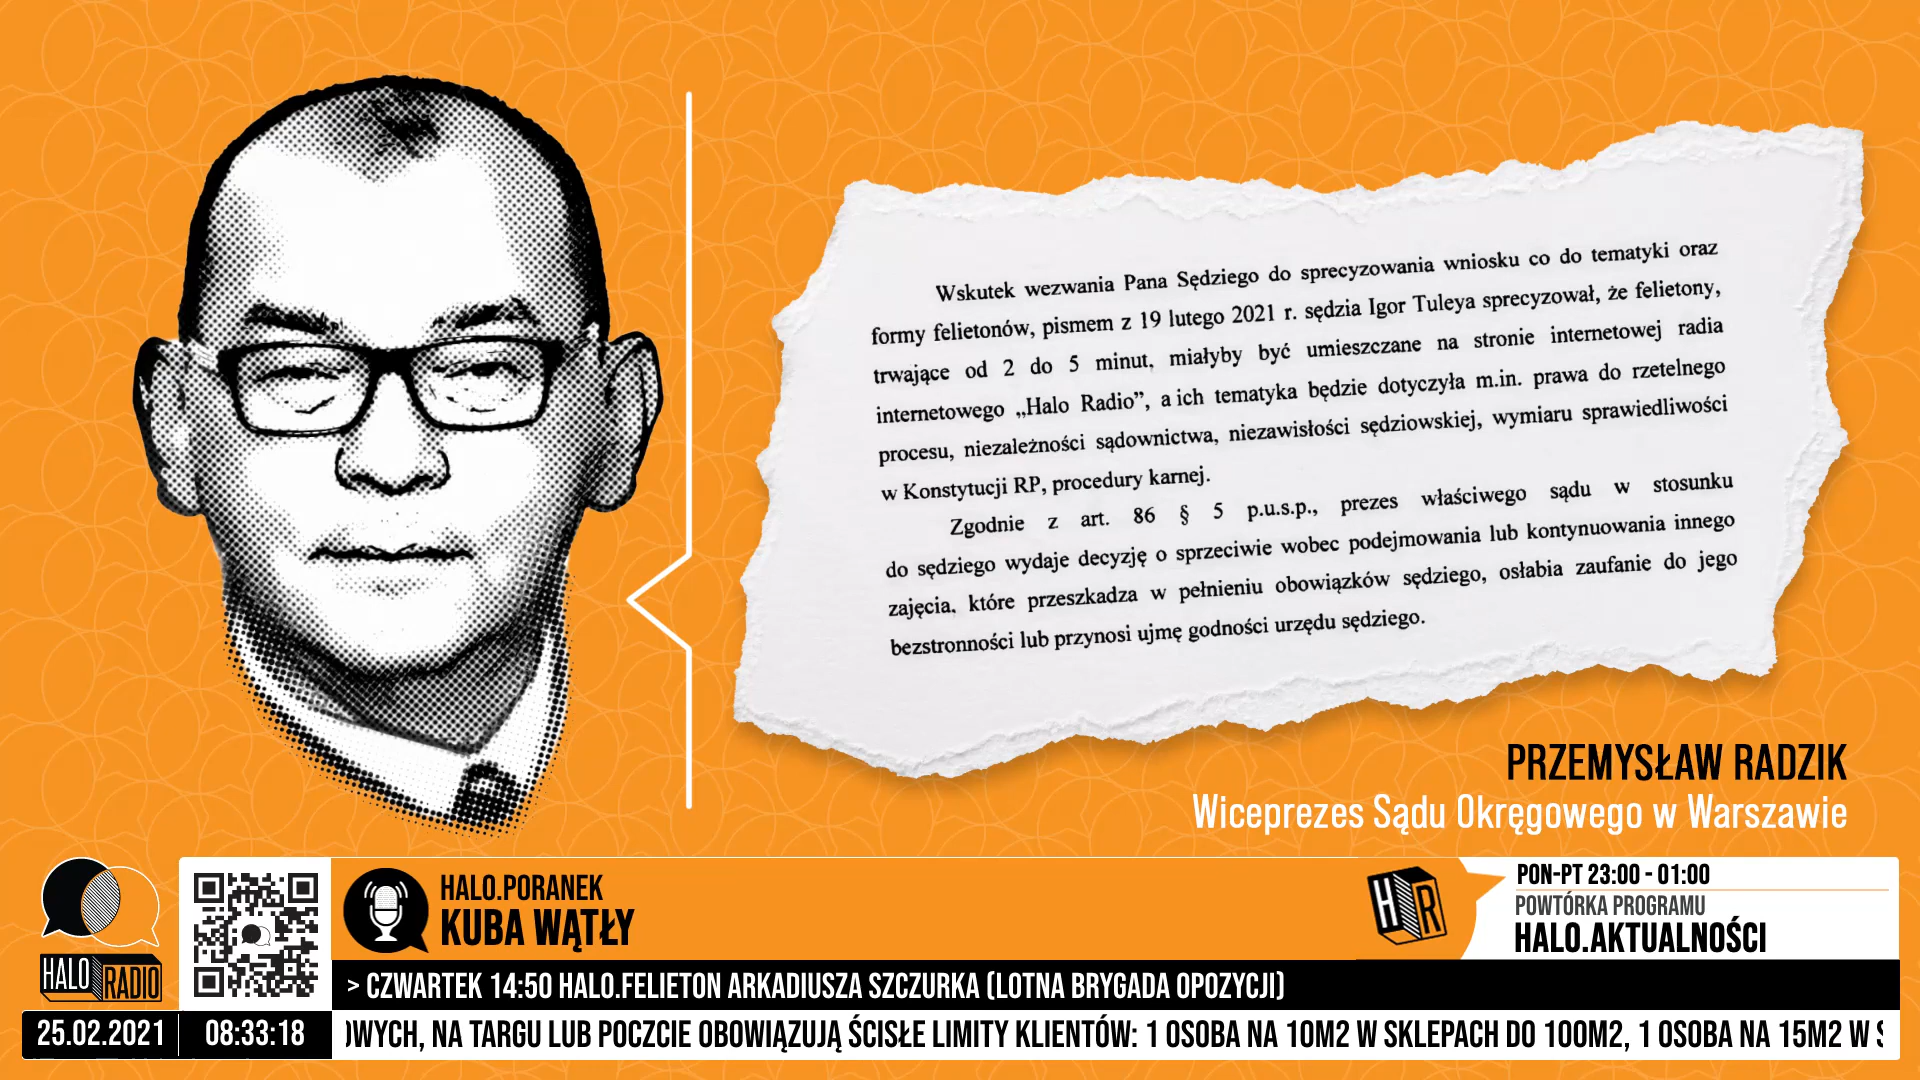 Wskutek wezwania Pana Sędziego do sprecyzowania wniosku co do tematyki oraz
formy felietonów, pismem z 19 lutego 2021 r. sędzia Igor Tuleya sprecyzował, że felietony,
trwające od 2 do 5 minut, miałyby być umieszczane na stronie internetowej radia
internetowego „Halo Radio”, a ich tematyka będzie dotyczyła m.in. prawa do rzetelnego
procesu, niezależności sądownictwa, niezawisłości sędziowskiej, wymiaru sprawiedliwości
w Konstytucji RP, procedury karnej.
Zgodnie z art. 86 § 5 p.u.s.p., prezes właściwego sądu w stosunku
do sędziego wydaje decyzję o sprzeciwie wobec podejmowania lub kontynuowania innego
zajęcia, które przeszkadza w pełnieniu obowiązków sędziego, osłabia zaufanie do jego
bezstronności lub przynosi ujmę godności urzędu sędziego.
PRZEMYSŁAW RADZIK
Wiceprezes Sądu Okręgowego w Warszawie
HALO RADIO
HALO.PORANEK
KUBA WĄTŁY
HR
PON-PT 23:00 - 01:00
POWTÓRKA PROGRAMU
HALO.AKTUALNOŚCI
> CZWARTEK 14:50 HALO.FELIETON ARKADIUSZA SZCZURKA (LOTNA BRYGADA OPOZYCJI)
25.02.2021 08:33:18
OWYCH, NA TARGU LUB POCZCIE OBOWIĄZUJĄ ŚCISŁE LIMITY KLIENTÓW: 1 OSOBA NA 10M2 W SKLEPACH DO 100M2, 1 OSOBA NA 15M2 W